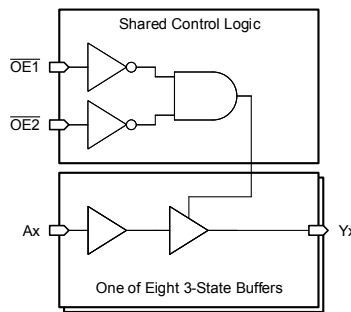 Shared Control Logic
OE1
OE2
Ax
Yx
One of Eight 3-State Buffers